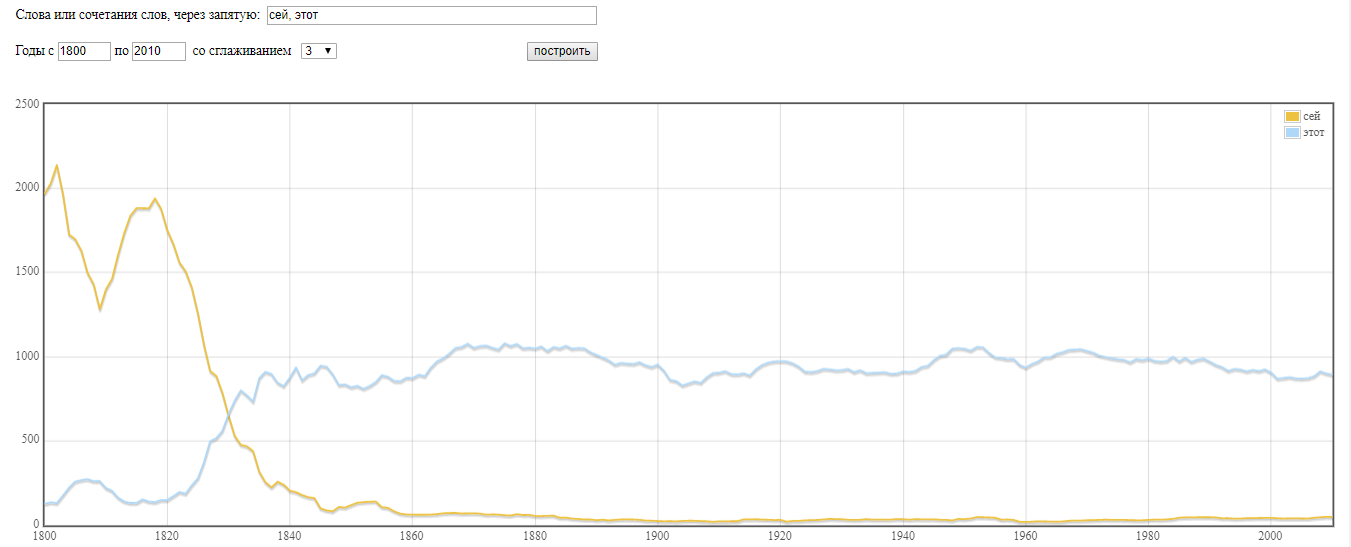 Слова или сочетания слов, через запятую: сей, этот
Годы с 1800 по 2010 со сглаживанием 3 построить
2500
сей
этот
2000
1500
1000
500
0
1800 1820 1840 1860 1880 1900 1920 1940 1960 1980 2000